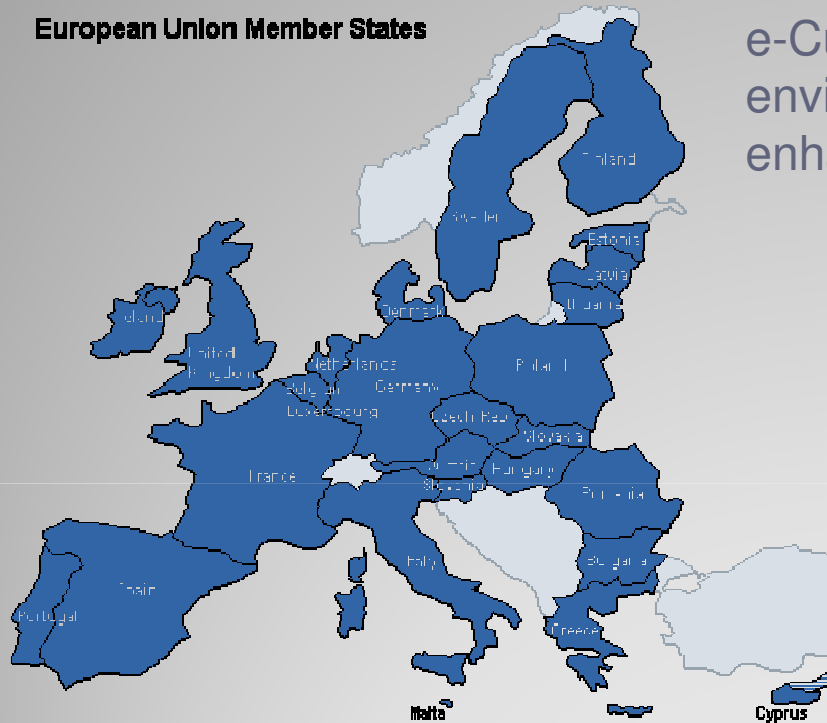 European Union Member States
e-Cr
envi
enh
Finland
Sweden
Estonia
Latvia
Lithuania
Ireland
Denmark
United
Kingdom
Netherlands
Poland
Belgium
Germany
Luxembourg
Czech Rep
Slovakia
Austria
Hungary
France
Slovenia
Romania
Italy
Bulgaria
Spain
Portugal
Greece
Malta
Cyprus